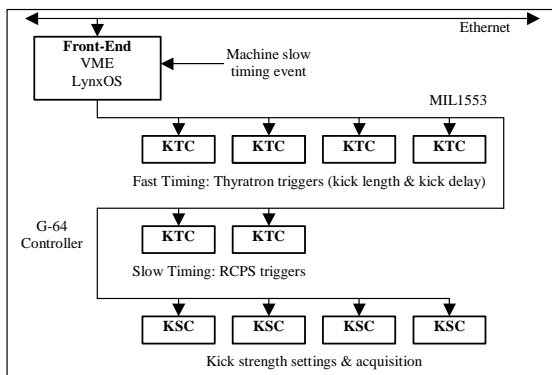 Ethernet
Front-End
VME
LynxOS
Machine slow
timing event
MIL1553
KTC KTC KTC KTC
Fast Timing: Thyratron triggers (kick length & kick delay)
G-64
Controller
KTC KTC
Slow Timing: RCPS triggers
KSC KSC KSC KSC
Kick strength settings & acquisition